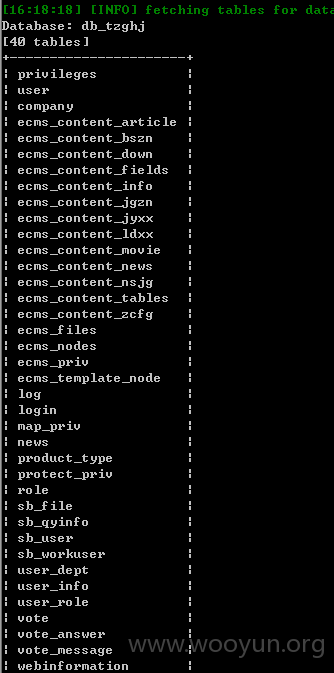 [16:18:18] [INFO] fetching tables for data
Database: db_tzghj
[40 tables]
+----------------------+
| privileges |
| user |
| company |
| ecms_content_article |
| ecms_content_bszn |
| ecms_content_down |
| ecms_content_fields |
| ecms_content_info |
| ecms_content_jgzn |
| ecms_content_jyxx |
| ecms_content_ldxx |
| ecms_content_movie |
| ecms_content_news |
| ecms_content_nsjg |
| ecms_content_tables |
| ecms_content_zcfg |
| ecms_files |
| ecms_nodes |
| ecms_priv |
| ecms_template_node |
| log |
| login |
| map_priv |
| news |
| product_type |
| protect_priv |
| role |
| sb_file |
| sb_qyinfo |
| sb_user |
| sb_workuser |
| user_dept |
| user_info |
| user_role |
| vote |
| vote_answer |
| vote_message |
| webinformation |
www.wooyun.org